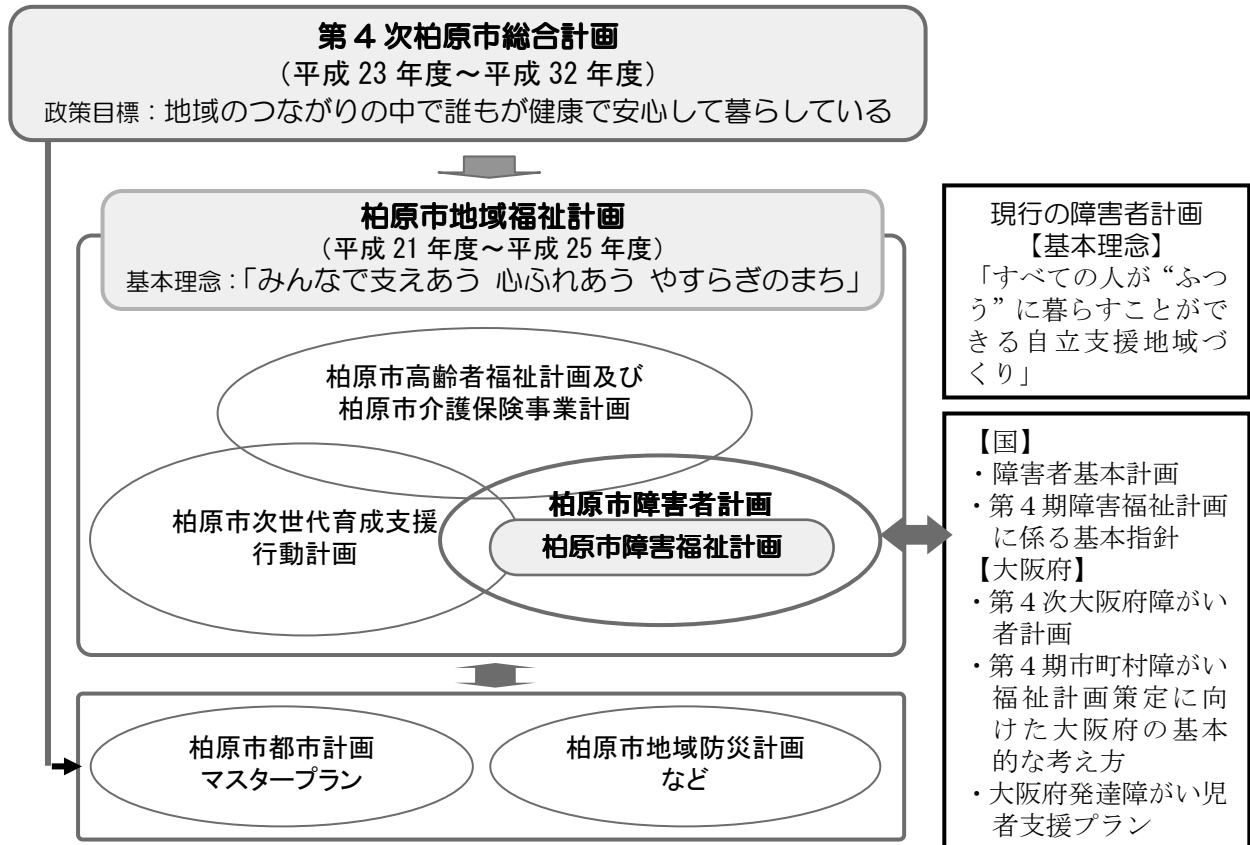 第4次柏原市総合計画
（平成 23 年度～平成 32 年度）
政策目標：地域のつながりの中で誰もが健康で安心して暮らしている
柏原市地域福祉計画
（平成 21 年度～平成 25 年度）
基本理念：「みんなで支えあう 心ふれあう やすらぎのまち」
柏原市高齢者福祉計画及び
柏原市介護保険事業計画
柏原市次世代育成支援
行動計画
柏原市障害者計画
柏原市障害福祉計画
柏原市都市計画
マスタープラン
柏原市地域防災計画
など
現行の障害者計画
【基本理念】
「すべての人が“ふつ
う”に暮らすことがで
きる自立支援地域づ
くり」
【国】
・障害者基本計画
・第４期障害福祉計画
に係る基本指針
【大阪府】
・第４次大阪府障がい
者計画
・第４期市町村障がい
福祉計画策定に向
けた大阪府の基本
的な考え方
・大阪府発達障がい児
者支援プラン